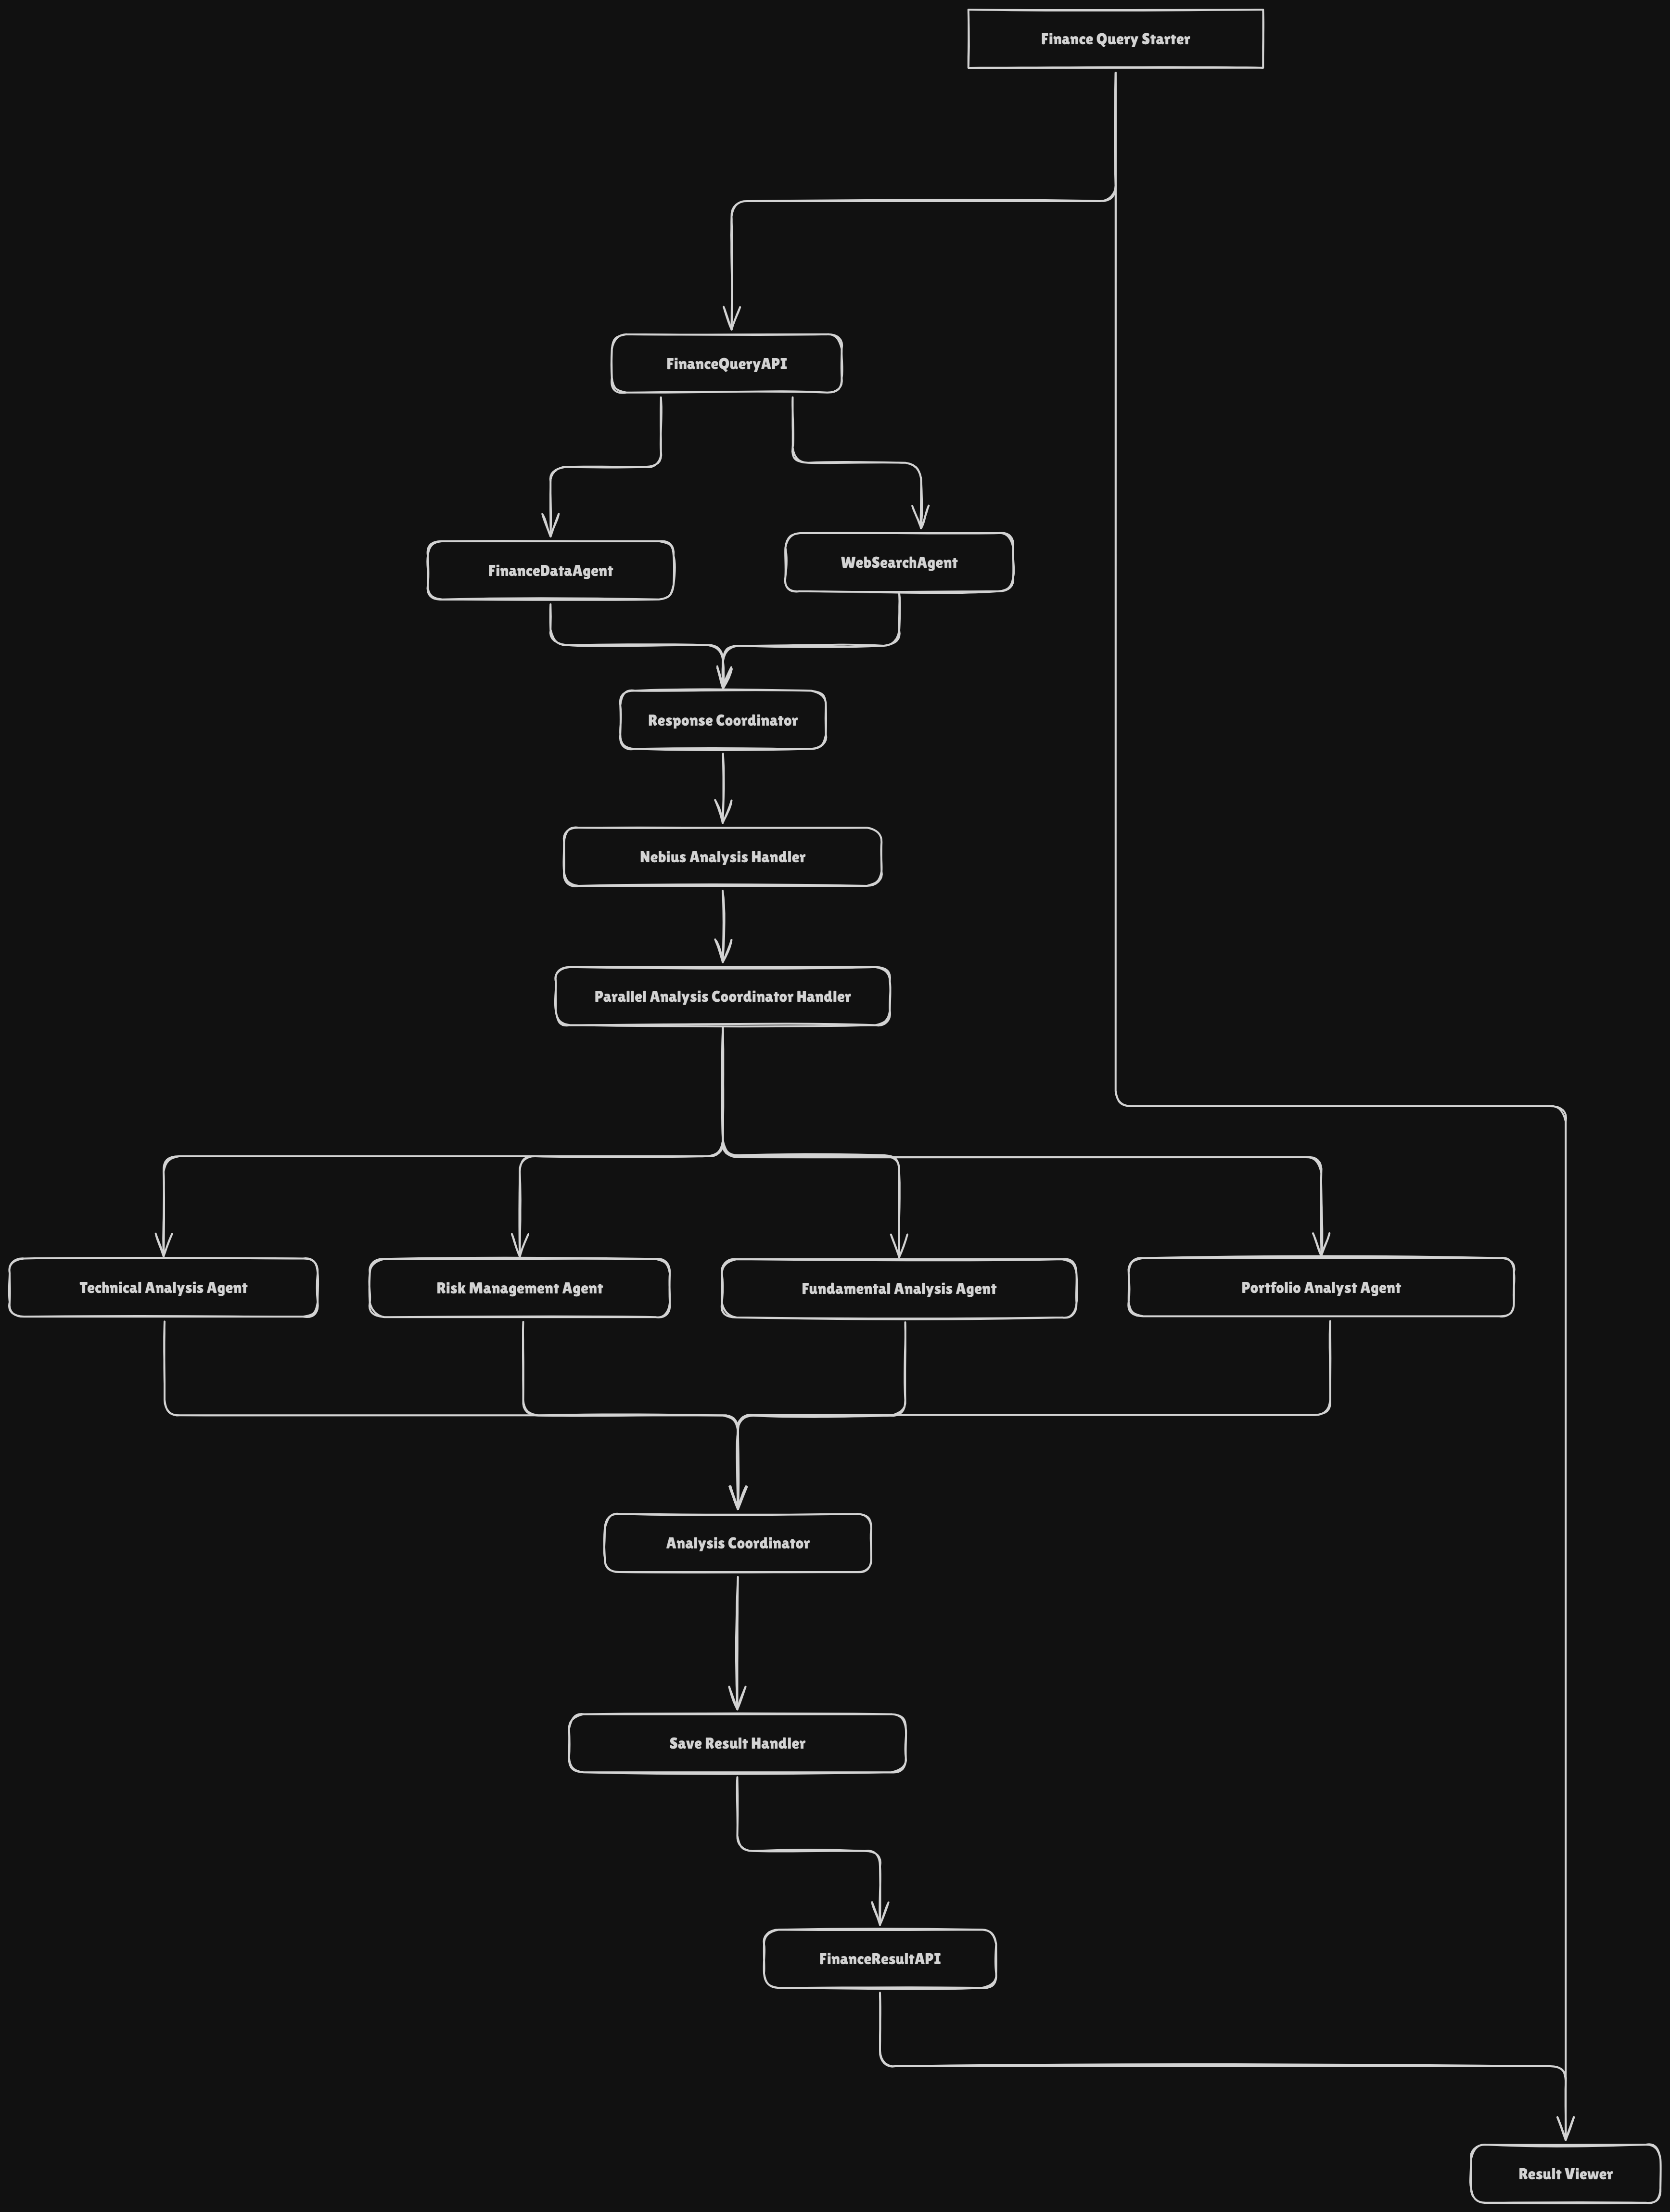 Finance Query Starter
FinanceQueryAPI
FinanceDataAgent
WebSearchAgent
Response Coordinator
Nebius Analysis Handler
Parallel Analysis Coordinator Handler
Technical Analysis Agent
Risk Management Agent
Fundamental Analysis Agent
Portfolio Analyst Agent
Analysis Coordinator
Save Result Handler
FinanceResultAPI
Result Viewer